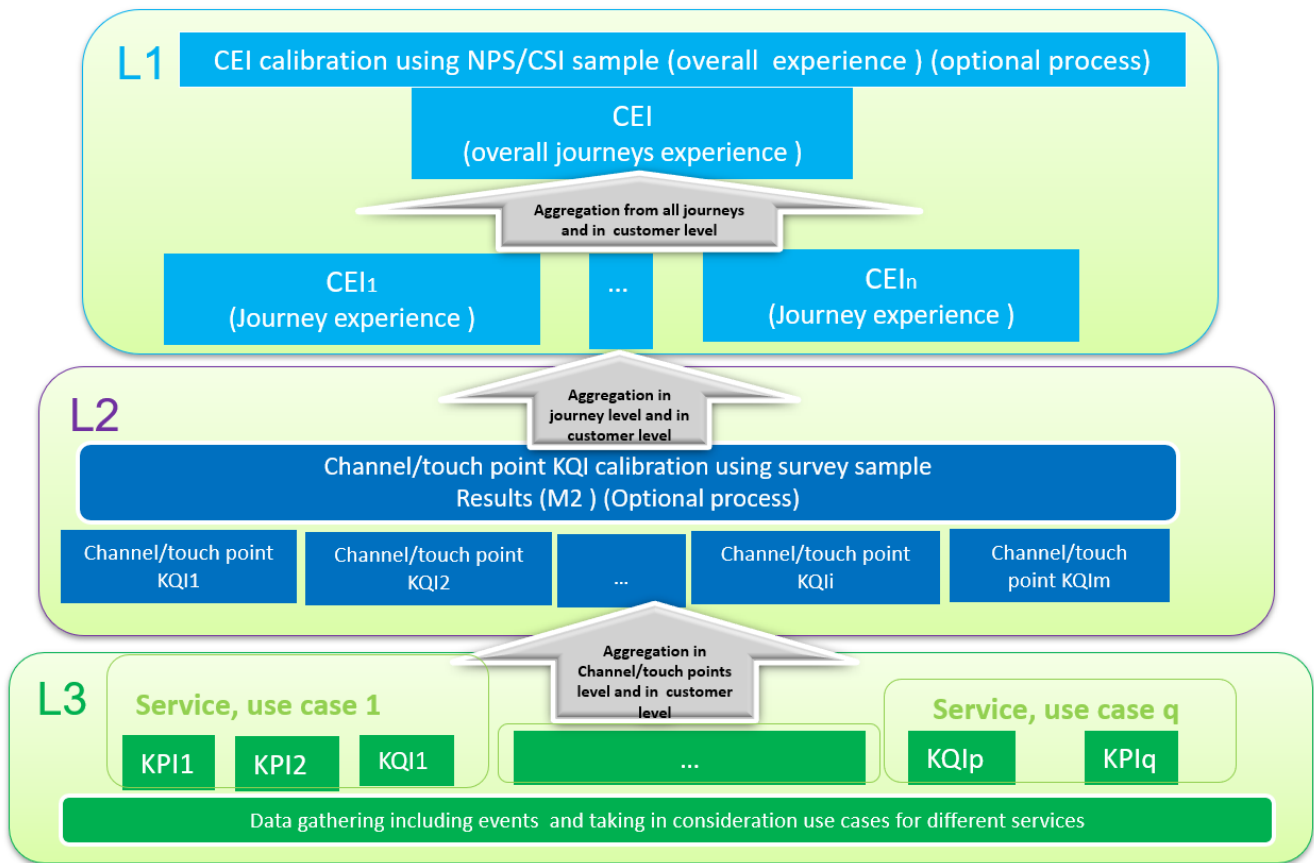 L1
CEI calibration using NPS/CSI sample (overall experience ) (optional process)
CEI
(overall journeys experience )
Aggregation from all journeys
and in customer level
CEI1
(Journey experience )
...
CEIn
(Journey experience )
Aggregation in
journey level and in
customer level
L2
Channel/touch point KQI calibration using survey sample
Results (M2 ) (Optional process)
Channel/touch point
KQI1
Channel/touch point
KQI2
...
Channel/touch point
KQIi
Channel/touch
point KQIm
Aggregation in
Channel/touch points
level and in customer
level
L3
Service, use case 1
KPI1
KPI2
KQI1
...
Service, use case q
KQIp
KPIq
Data gathering including events and taking in consideration use cases for different services